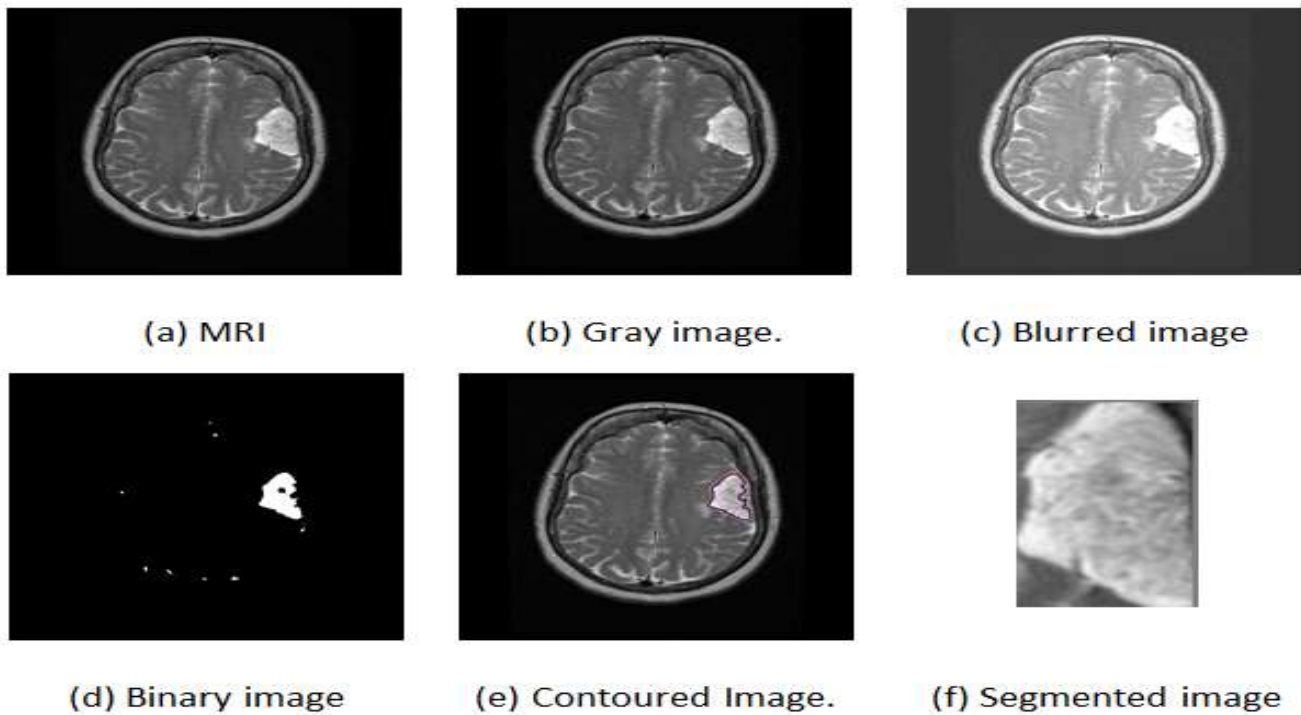 (a) MRI
(b) Gray image.
(c) Blurred image
(d) Binary image
(e) Contoured Image.
(f) Segmented image